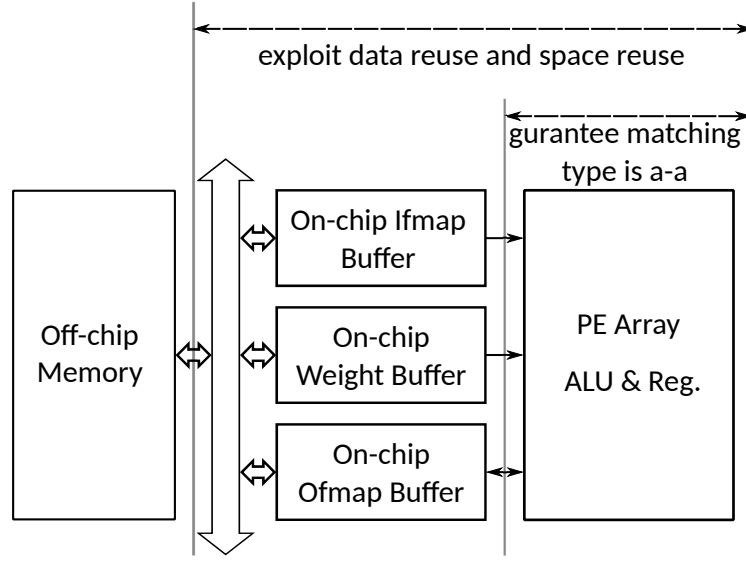 exploit data reuse and space reuse
gurantee matching
type is a-a
Off-chip
Memory
On-chip Ifmap
Buffer
On-chip
Weight Buffer
On-chip
Ofmap Buffer
PE Array
ALU & Reg.